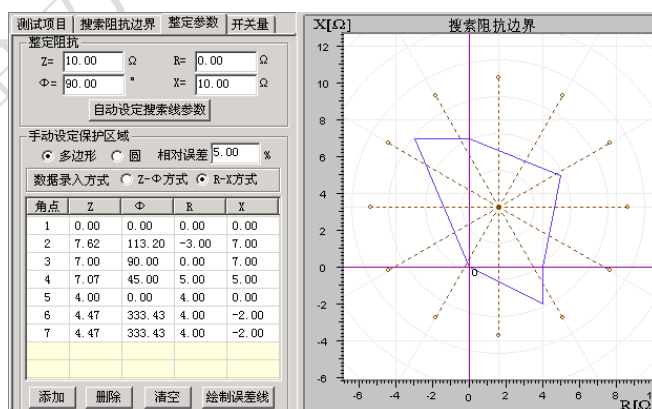 测试项目 搜索阻抗边界 整定参数 开关量
整定阻抗
Z= 10.00 Ω R= 0.00 Ω
Φ= 90.00 ° X= 10.00 Ω
自动设定搜索线参数
手动设定保护区域
多边形 圆 相对误差 5.00 %
数据录入方式 Z-Φ方式 R-X方式
角点 Z Φ R X
1 0.00 0.00 0.00 0.00
2 7.62 113.20 -3.00 7.00
3 7.00 90.00 0.00 7.00
4 7.07 45.00 5.00 5.00
5 4.00 0.00 4.00 0.00
6 4.47 333.43 4.00 -2.00
7 4.47 333.43 4.00 -2.00
添加 删除 清空 绘制误差线
X[Ω] 搜索阻抗边界
12
10
8
6
4
2
0
0
-2
-4
-6
-6 -4 -2 0 2 4 6 8 10
R[Ω]